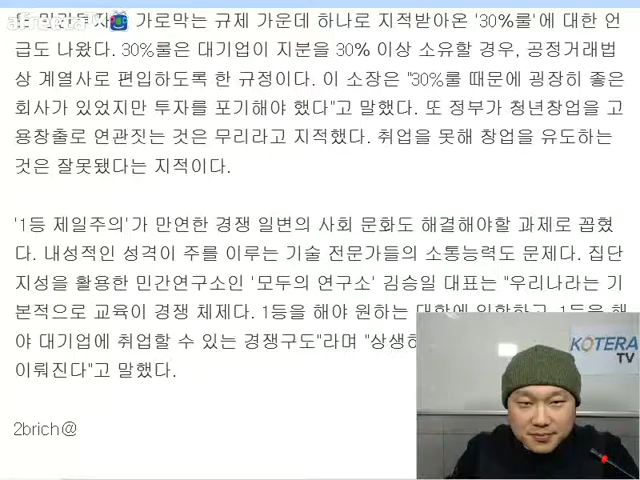 가로막는 규제 가운데 하나로 지적받아온 '30%룰'에 대한 언
급도 나왔다. 30%룰은 대기업이 지분을 30% 이상 소유할 경우, 공정거래법
상 계열사로 편입하도록 한 규정이다. 이 소장은 "30%룰 때문에 굉장히 좋은
회사가 있었지만 투자를 포기해야 했다"고 말했다. 또 정부가 청년창업을 고
용창출로 연관짓는 것은 무리라고 지적했다. 취업을 못해 창업을 유도하는
것은 잘못됐다는 지적이다.
'1등 제일주의'가 만연한 경쟁 일변의 사회 문화도 해결해야할 과제로 꼽혔
다. 내성적인 성격이 주를 이루는 기술 전문가들의 소통능력도 문제다. 집단
지성을 활용한 민간연구소인 '모두의 연구소' 김승일 대표는 "우리나라는 기
본적으로 교육이 경쟁 체제다. 1등을 해야 원하는 대학에 입학하고, 1등을 해
야 대기업에 취업할 수 있는 경쟁구도"라며 "상생하
이뤄진다"고 말했다.
2brich@
KOTERA
TV